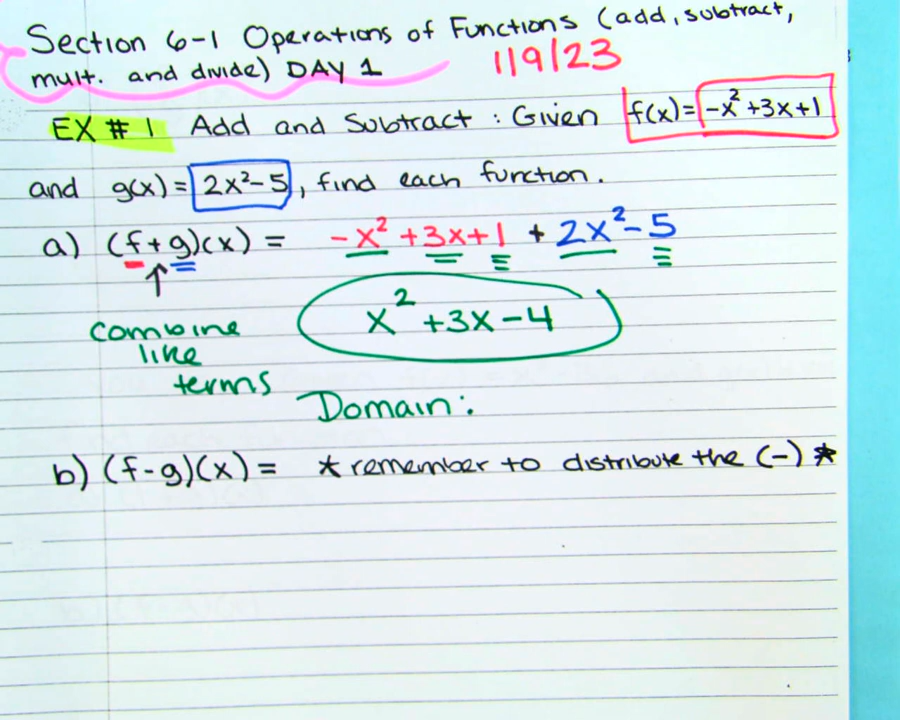 Section 6-1 Operations of Functions (add, subtract,
mult. and divide) DAY 1 1/9/23
EX # 1 Add and Subtract : Given f(x) = -x² + 3x + 1
and g(x) = 2x² - 5, find each function.
a) (f+g)(x) = -x² + 3x + 1 + 2x² - 5
x² + 3x - 4
combine
like
terms
Domain:
b) (f-g)(x) = * remember to distribute the (-) *